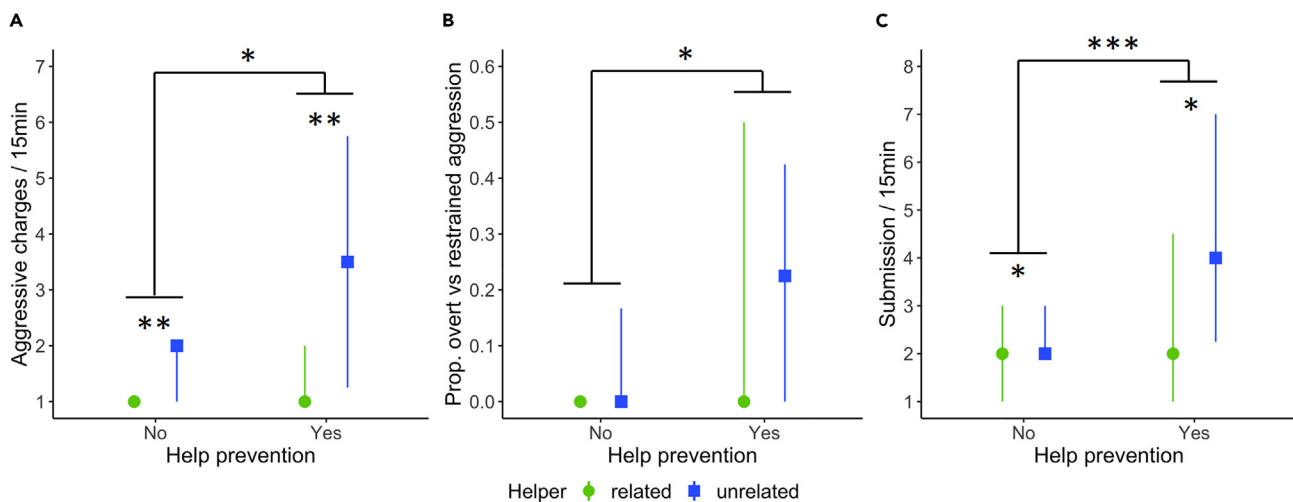 A
Aggressive charges / 15min
7
6
5
4
3
2
1
*
**
**
No
Yes
Help prevention
B
Prop. overt vs restrained aggression
0.6
0.5
0.4
0.3
0.2
0.1
0.0
*
No
Yes
Help prevention
C
Submission / 15min
8
7
6
5
4
3
2
1
***
*
*
No
Yes
Help prevention
Helper related unrelated